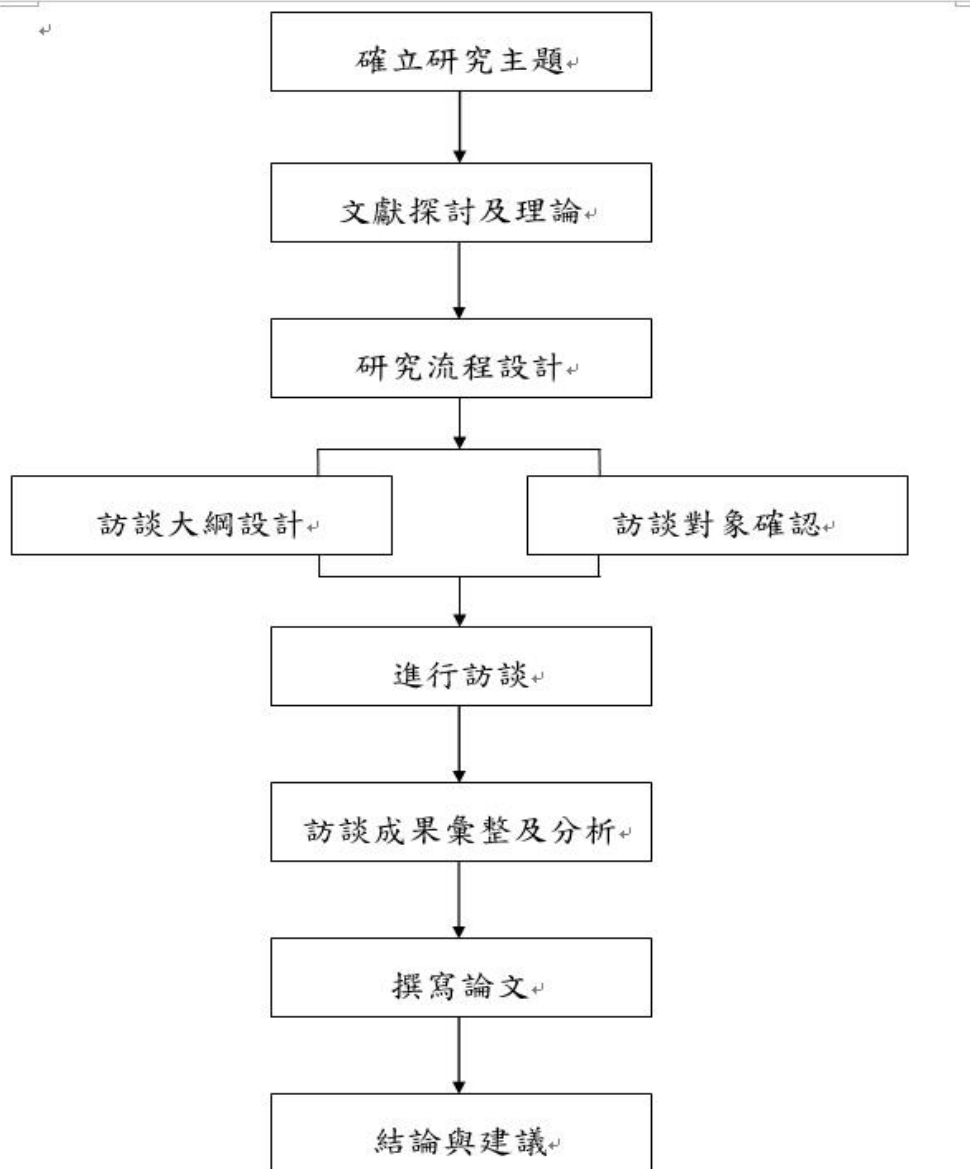 確立研究主題
文獻探討及理論
研究流程設計
訪談大綱設計
訪談對象確認
進行訪談
訪談成果彙整及分析
撰寫論文
結論與建議